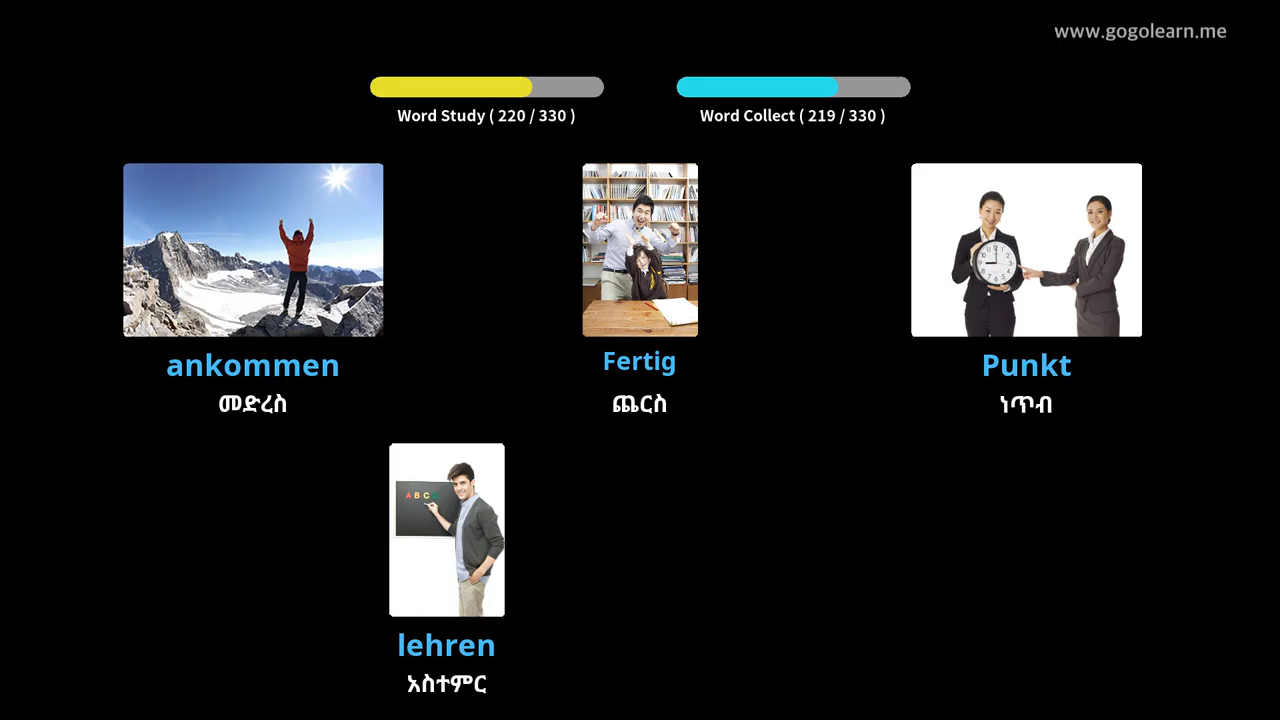 www.gogolearn.me
Word Study ( 220 / 330 )
Word Collect ( 219 / 330 )
ankommen
መድረስ
Fertig
ጨርስ
Punkt
ነጥብ
A B C
lehren
አስተምር